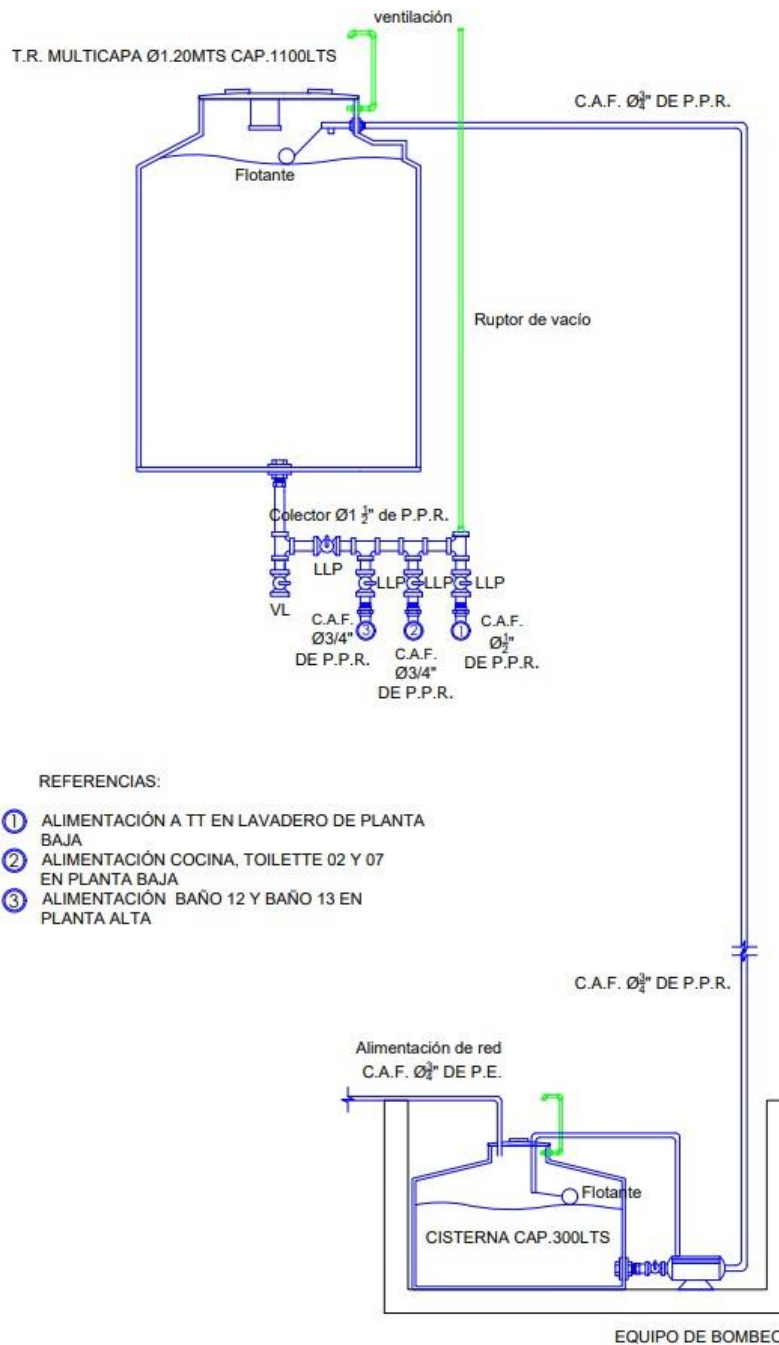 ventilación
T.R. MULTICAPA Ø1.20MTS CAP.1100LTS
C.A.F. Ø3/4" DE P.P.R.
Flotante
Ruptor de vacío
Colector Ø1 1/2" de P.P.R.
LLP
LLP
LLP
LLP
VL
3
2
1
C.A.F.
Ø3/4"
DE P.P.R.
C.A.F.
Ø3/4"
DE P.P.R.
C.A.F.
Ø1/2"
DE P.P.R.
REFERENCIAS:
1 ALIMENTACIÓN A TT EN LAVADERO DE PLANTA
BAJA
2 ALIMENTACIÓN COCINA, TOILETTE 02 Y 07
EN PLANTA BAJA
3 ALIMENTACIÓN BAÑO 12 Y BAÑO 13 EN
PLANTA ALTA
C.A.F. Ø3/4" DE P.P.R.
Alimentación de red
C.A.F. Ø3/4" DE P.E.
Flotante
CISTERNA CAP.300LTS
EQUIPO DE BOMBEO